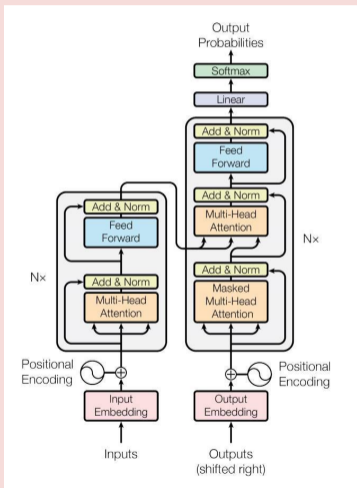 Output
Probabilities
Softmax
Linear
Add & Norm
Feed
Forward
Add & Norm
Multi-Head
Attention
Add & Norm
Masked
Multi-Head
Attention
N×
Add & Norm
Feed
Forward
Add & Norm
Multi-Head
Attention
N×
Positional
Encoding
Positional
Encoding
Input
Embedding
Output
Embedding
Inputs
Outputs
(shifted right)